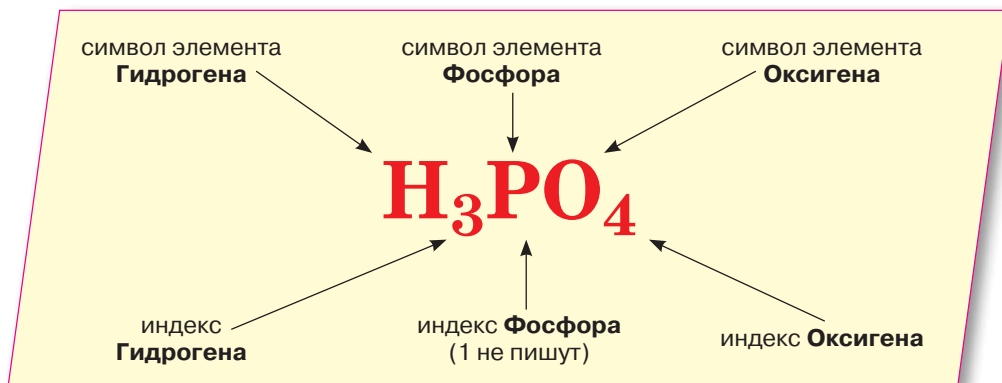 символ элемента
Гидрогена
символ элемента
Фосфора
символ элемента
Оксигена
H₃PO₄
индекс
Гидрогена
индекс Фосфора
(1 не пишут)
индекс Оксигена